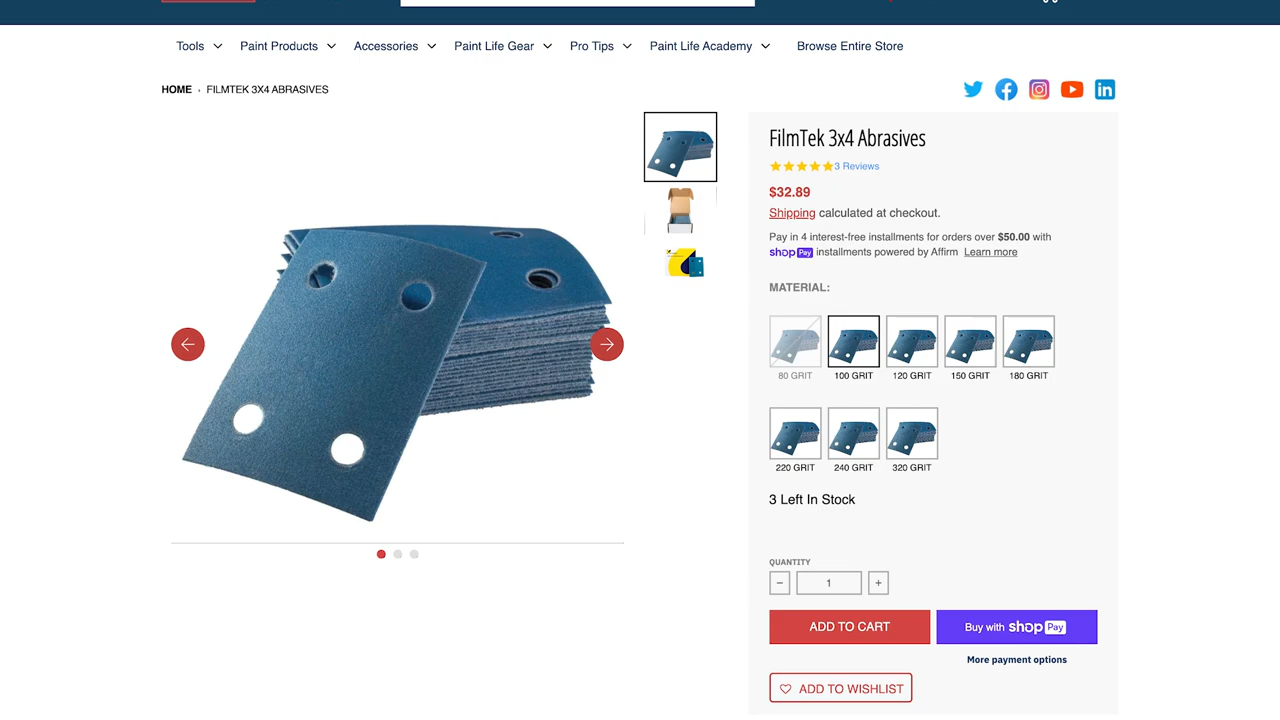 Tools Paint Products Accessories Paint Life Gear Pro Tips Paint Life Academy Browse Entire Store
HOME › FILMTEK 3X4 ABRASIVES
FilmTek 3x4 Abrasives
3 Reviews
$32.89
Shipping calculated at checkout.
Pay in 4 interest-free installments for orders over $50.00 with
shop Pay installments powered by Affirm Learn more
MATERIAL:
80 GRIT 100 GRIT 120 GRIT 150 GRIT 180 GRIT
220 GRIT 240 GRIT 320 GRIT
3 Left In Stock
QUANTITY
− 1 +
ADD TO CART Buy with shop Pay
More payment options
ADD TO WISHLIST